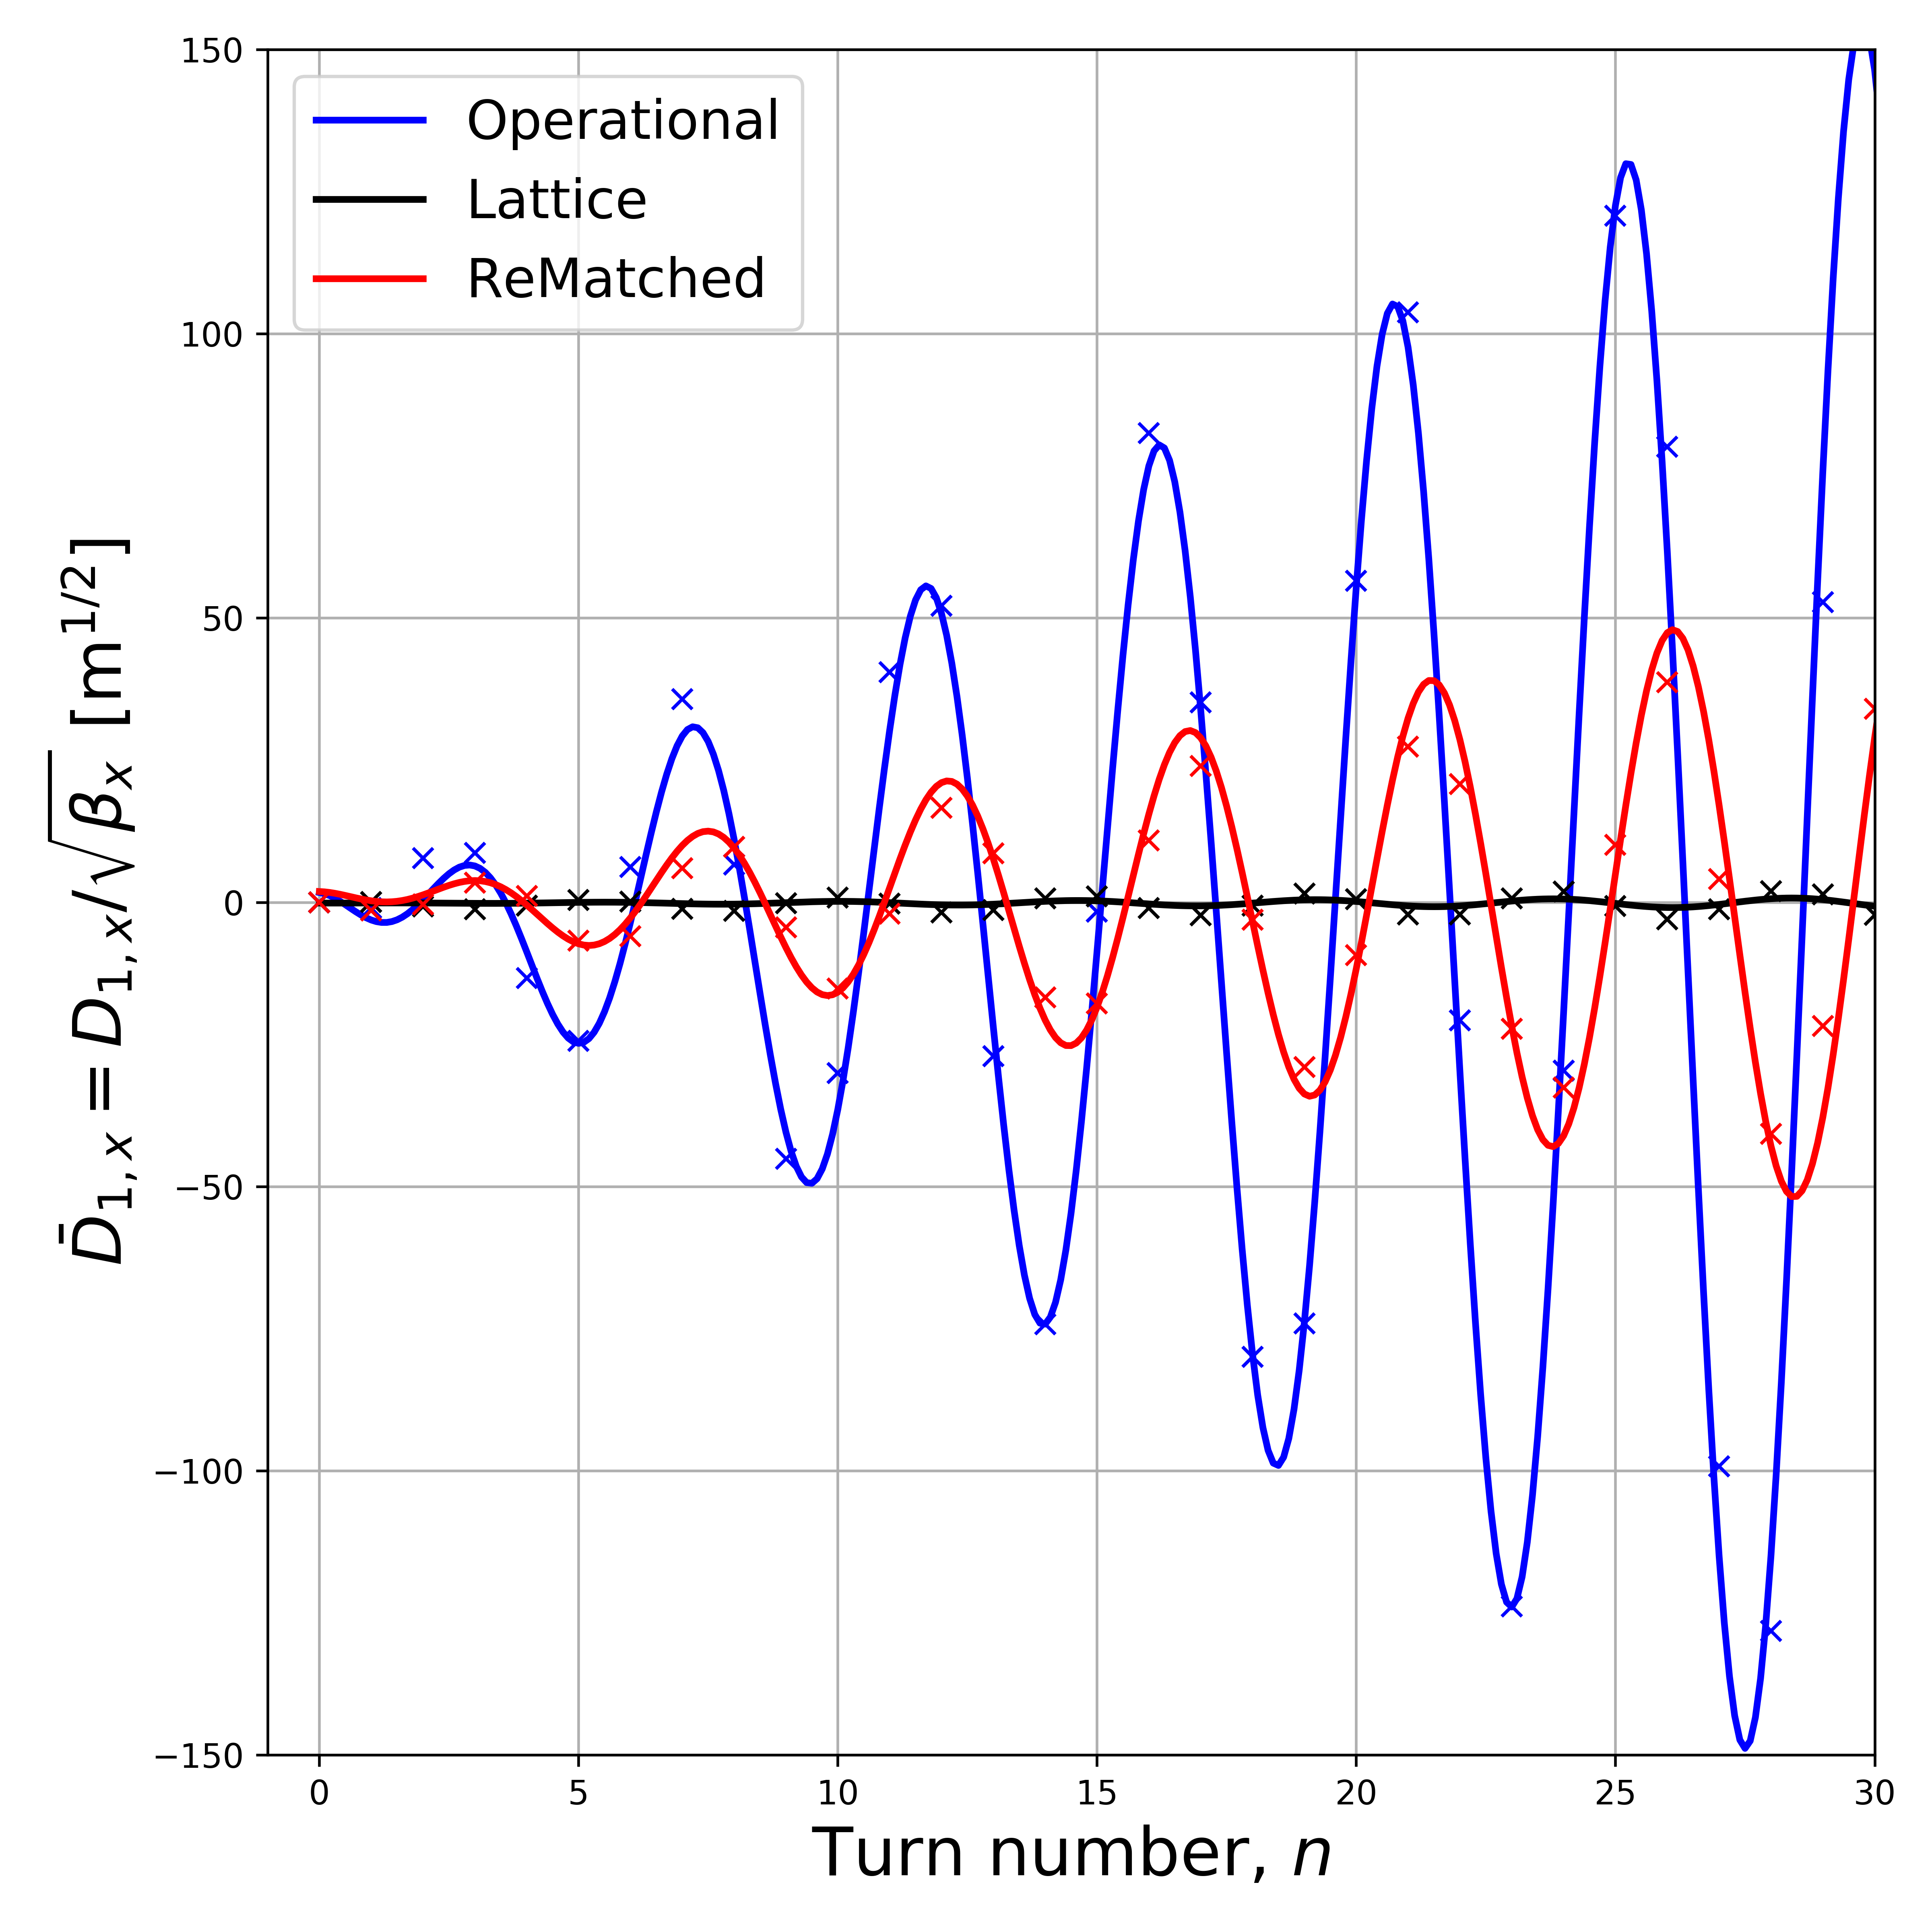 150
100
50
0
−50
−100
−150
0 5 10 15 20 25 30
Operational
Lattice
ReMatched
D̄₁,ₓ = D₁,ₓ/√βₓ [m¹/²]
Turn number, n